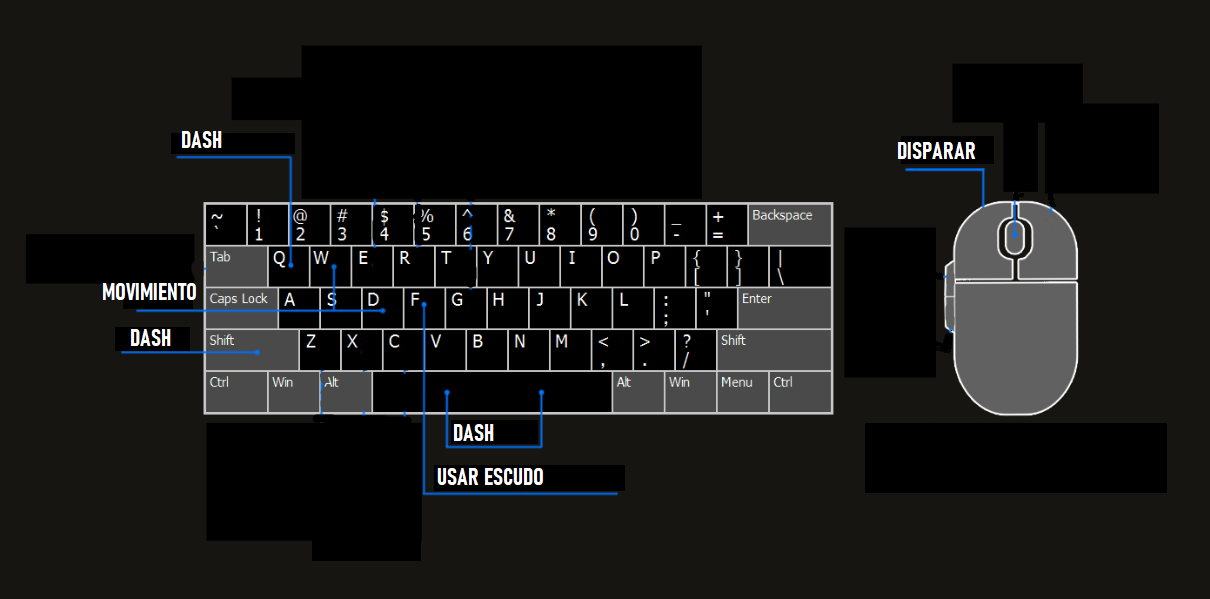 DASH
DISPARAR
~ ! @ # $ % ^ & * ( ) _ + Backspace
` 1 2 3 4 5 6 7 8 9 0 - =
Tab Q W E R T Y U I O P { } |
[ ] \
MOVIMIENTO
Caps Lock A S D F G H J K L : " Enter
; '
DASH
Shift Z X C V B N M < > ? Shift
, . /
Ctrl Win Alt Alt Win Menu Ctrl
DASH
USAR ESCUDO